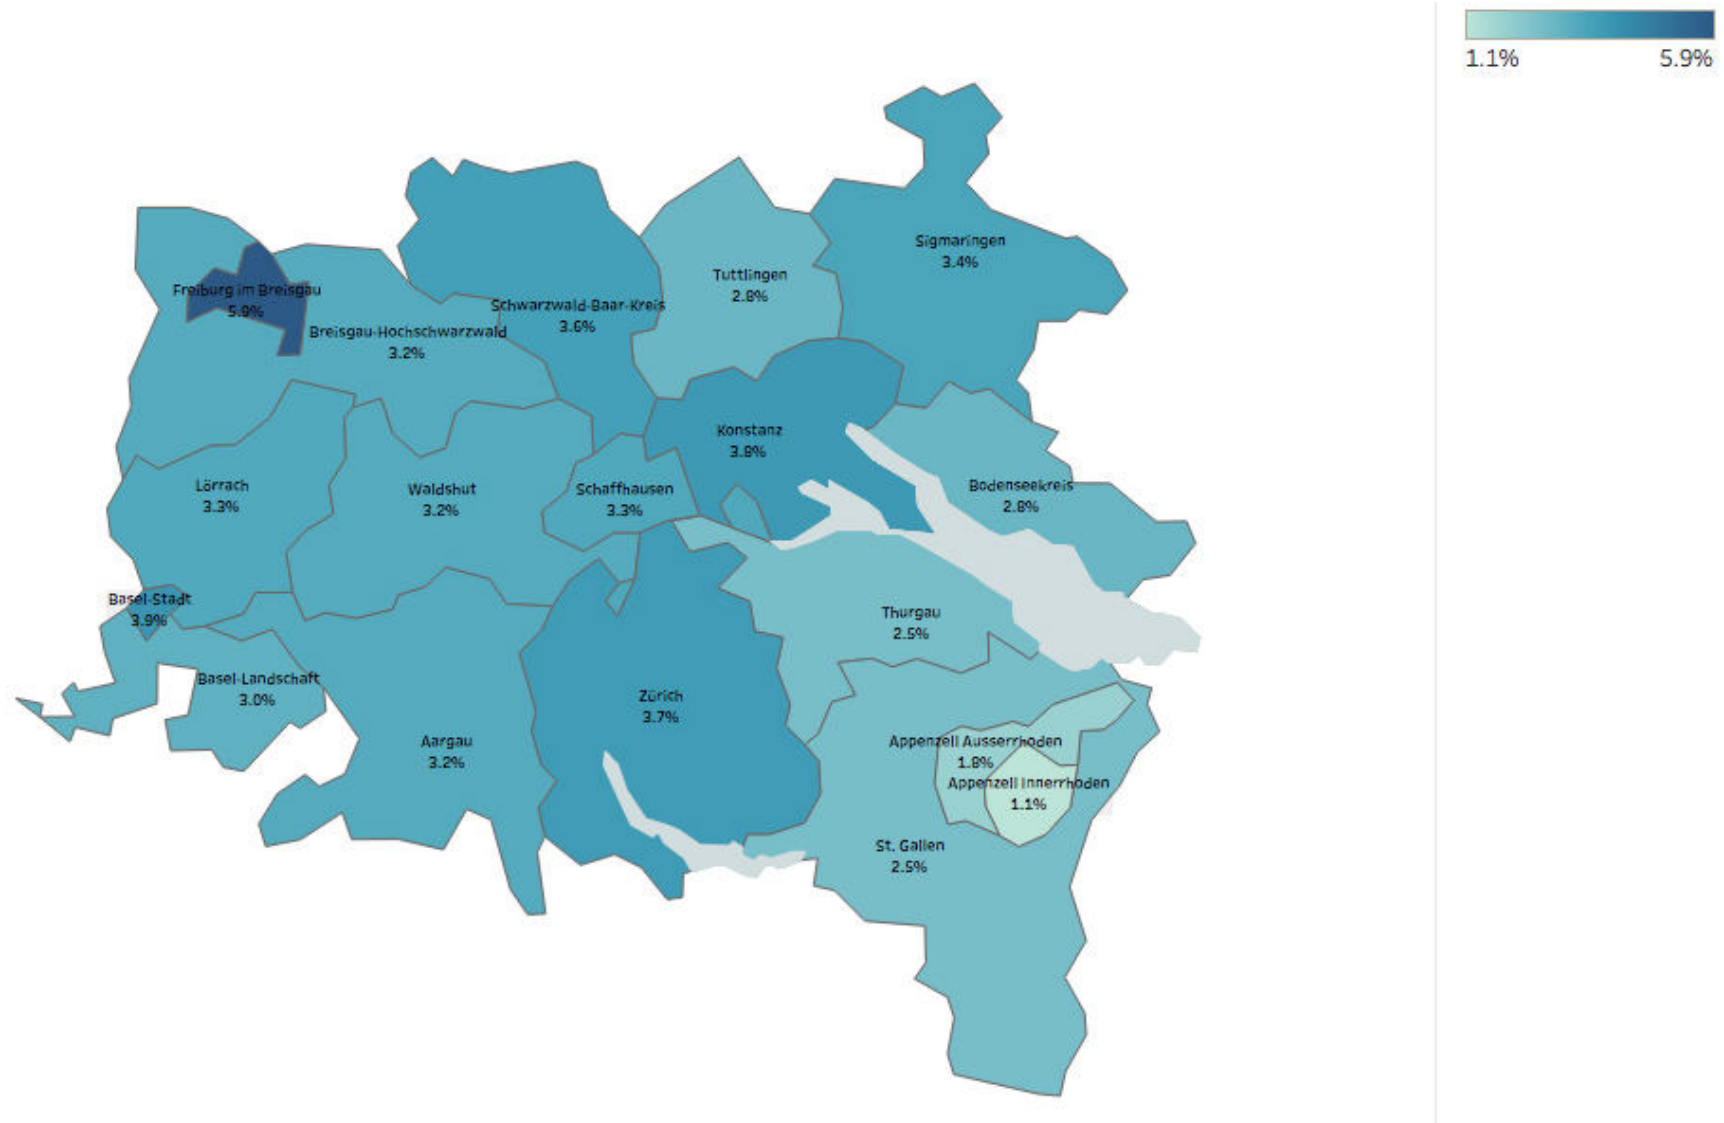 1.1% 5.9%
Sigmaringen
3.4%
Tuttlingen
2.8%
Freiburg im Breisgau
5.9%
Schwarzwald-Baar-Kreis
3.6%
Breisgau-Hochschwarzwald
3.2%
Konstanz
3.8%
Lörrach
3.3%
Waldshut
3.2%
Schaffhausen
3.3%
Bodenseekreis
2.8%
Basel-Stadt
3.9%
Thurgau
2.5%
Basel-Landschaft
3.0%
Zürich
3.7%
Aargau
3.2%
Appenzell Ausserrhoden
1.8%
Appenzell Innerrhoden
1.1%
St. Gallen
2.5%